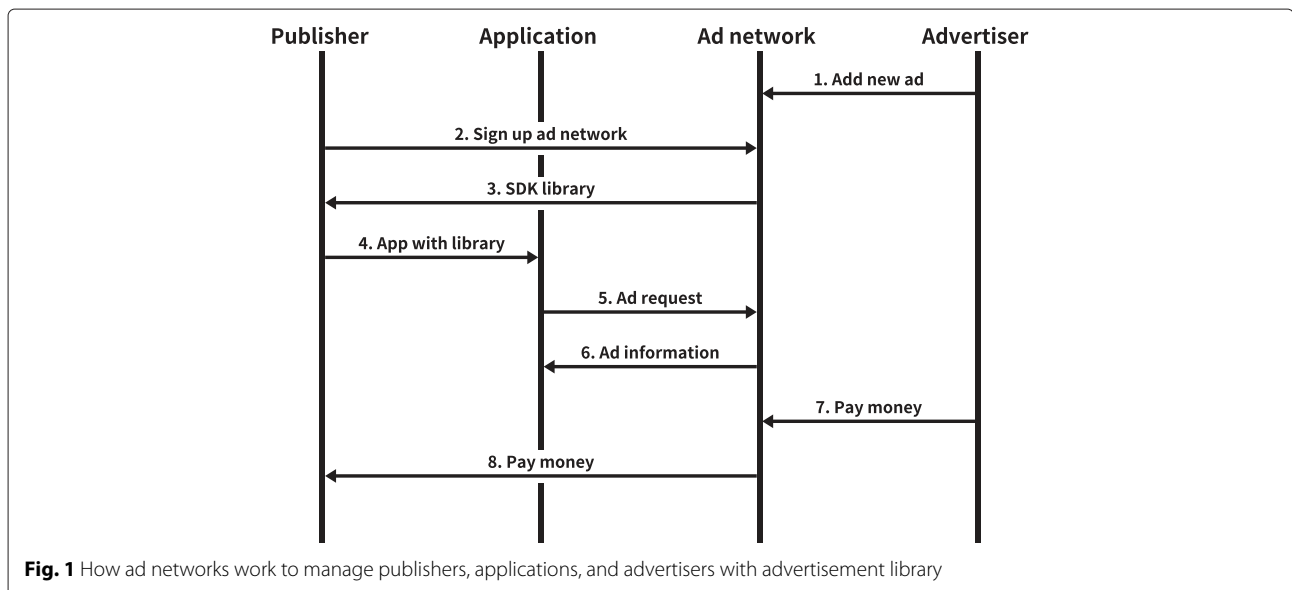 Publisher Application Ad network Advertiser
1. Add new ad
2. Sign up ad network
3. SDK library
4. App with library
5. Ad request
6. Ad information
7. Pay money
8. Pay money
Fig. 1 How ad networks work to manage publishers, applications, and advertisers with advertisement library